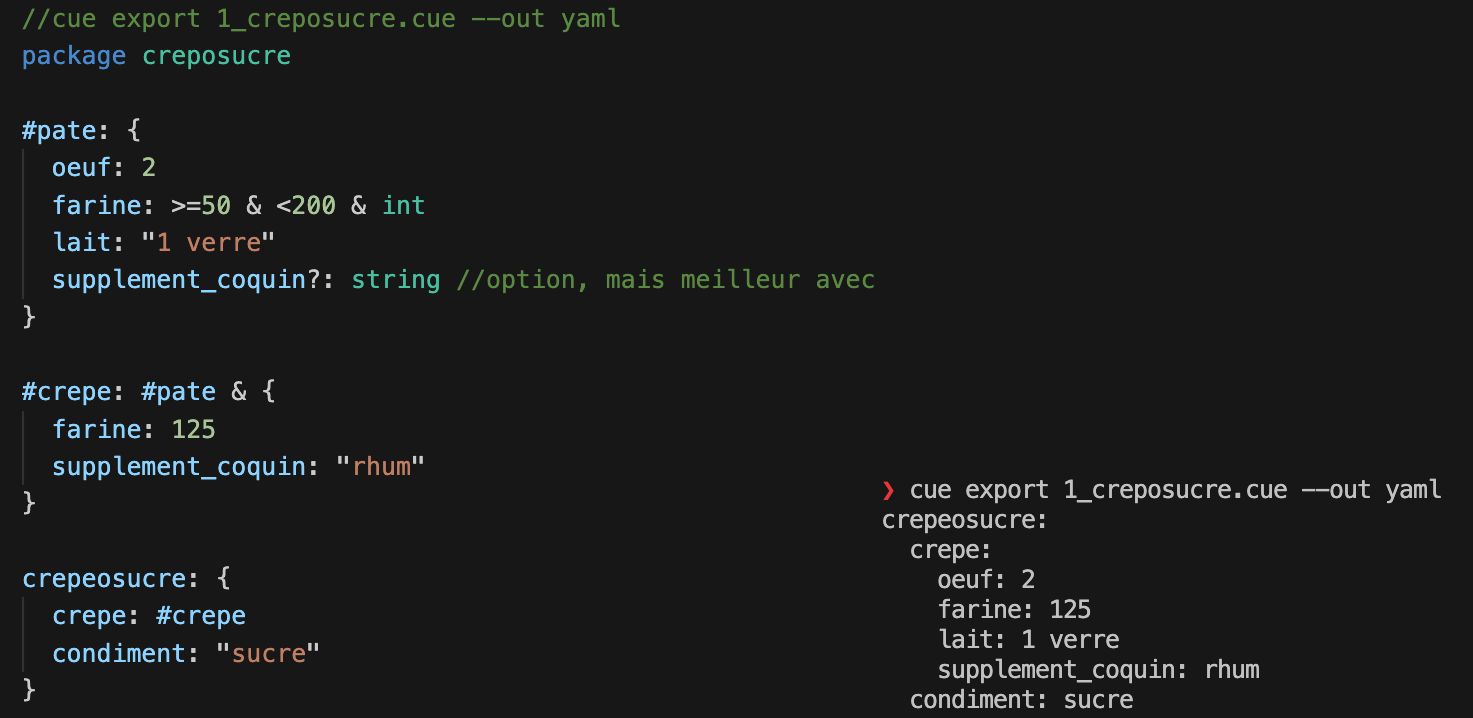 //cue export 1_creposucre.cue --out yaml
package creposucre
#pate: {
  oeuf: 2
  farine: >=50 & <200 & int
  lait: "1 verre"
  supplement_coquin?: string //option, mais meilleur avec
}
#crepe: #pate & {
  farine: 125
  supplement_coquin: "rhum"
}
crepeosucre: {
  crepe: #crepe
  condiment: "sucre"
}
❯ cue export 1_creposucre.cue --out yaml
crepeosucre:
  crepe:
    oeuf: 2
    farine: 125
    lait: 1 verre
    supplement_coquin: rhum
  condiment: sucre